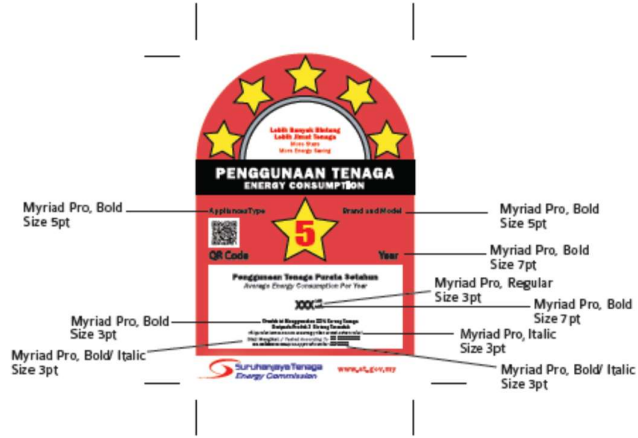 Lebih Banyak Bintang
Lebih Jimat Tenaga
More Stars
More Energy Saving
PENGGUNAAN TENAGA
ENERGY CONSUMPTION
Myriad Pro, Bold
Size 5pt
Appliances Type
Brand and Model
Myriad Pro, Bold
Size 5pt
5
QR Code
Year
Myriad Pro, Bold
Size 7pt
Penggunaan Tenaga Purata Setahun
Average Energy Consumption Per Year
Myriad Pro, Regular
Size 3pt
XXX
Myriad Pro, Bold
Size 7pt
Myriad Pro, Bold
Size 3pt
Myriad Pro, Italic
Size 3pt
Myriad Pro, Bold/ Italic
Size 3pt
Myriad Pro, Bold/ Italic
Size 3pt
Suruhanjaya Tenaga
Energy Commission
www.st.gov.my